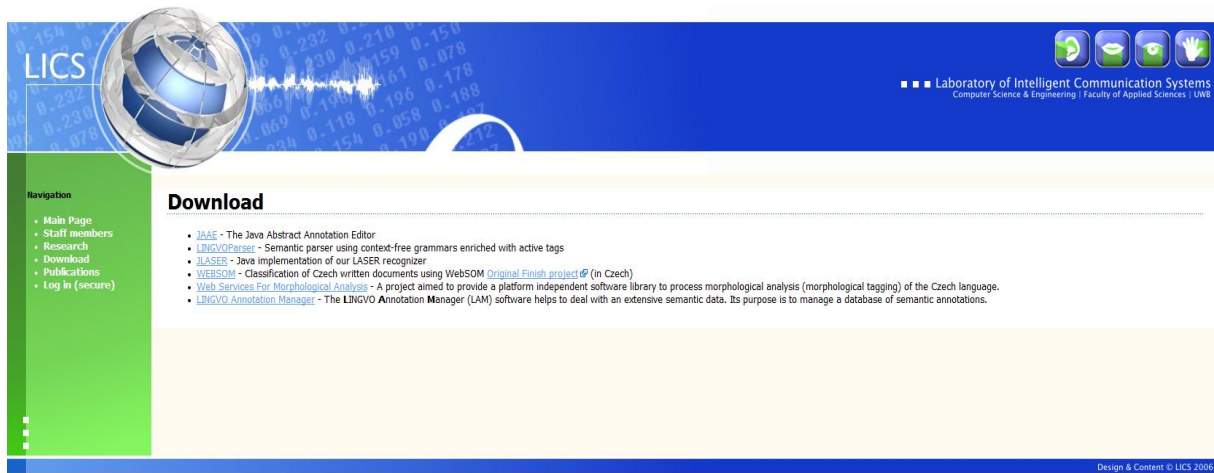 LICS
Laboratory of Intelligent Communication Systems
Computer Science & Engineering | Faculty of Applied Sciences | UWB
Navigation
• Main Page
• Staff members
• Research
• Download
• Publications
• Log in (secure)
Download
• JAAE - The Java Abstract Annotation Editor
• LINGVOParser - Semantic parser using context-free grammars enriched with active tags
• JLASER - Java implementation of our LASER recognizer
• WEBSOM - Classification of Czech written documents using WebSOM Original Finish project (in Czech)
• Web Services For Morphological Analysis - A project aimed to provide a platform independent software library to process morphological analysis (morphological tagging) of the Czech language.
• LINGVO Annotation Manager - The LINGVO Annotation Manager (LAM) software helps to deal with an extensive semantic data. Its purpose is to manage a database of semantic annotations.
Design & Content © LICS 2006